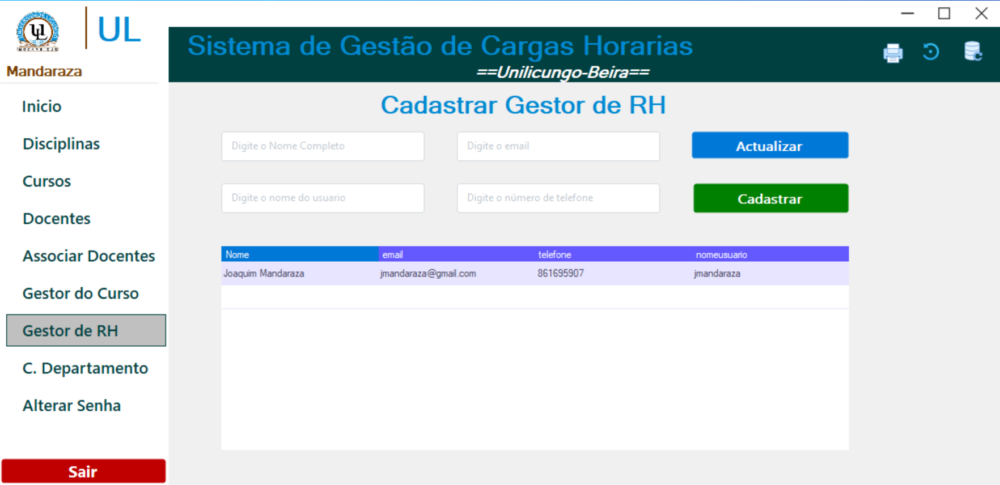 UL
MOÇAMBIQUE
Mandaraza
Inicio
Disciplinas
Cursos
Docentes
Associar Docentes
Gestor do Curso
Gestor de RH
C. Departamento
Alterar Senha
Sair
Sistema de Gestão de Cargas Horarias
==Unilicungo-Beira==
Cadastrar Gestor de RH
Digite o Nome Completo
Digite o email
Actualizar
Digite o nome do usuario
Digite o número de telefone
Cadastrar
Nome email telefone nomeusuario
Joaquim Mandaraza jmandaraza@gmail.com 861695907 jmandaraza